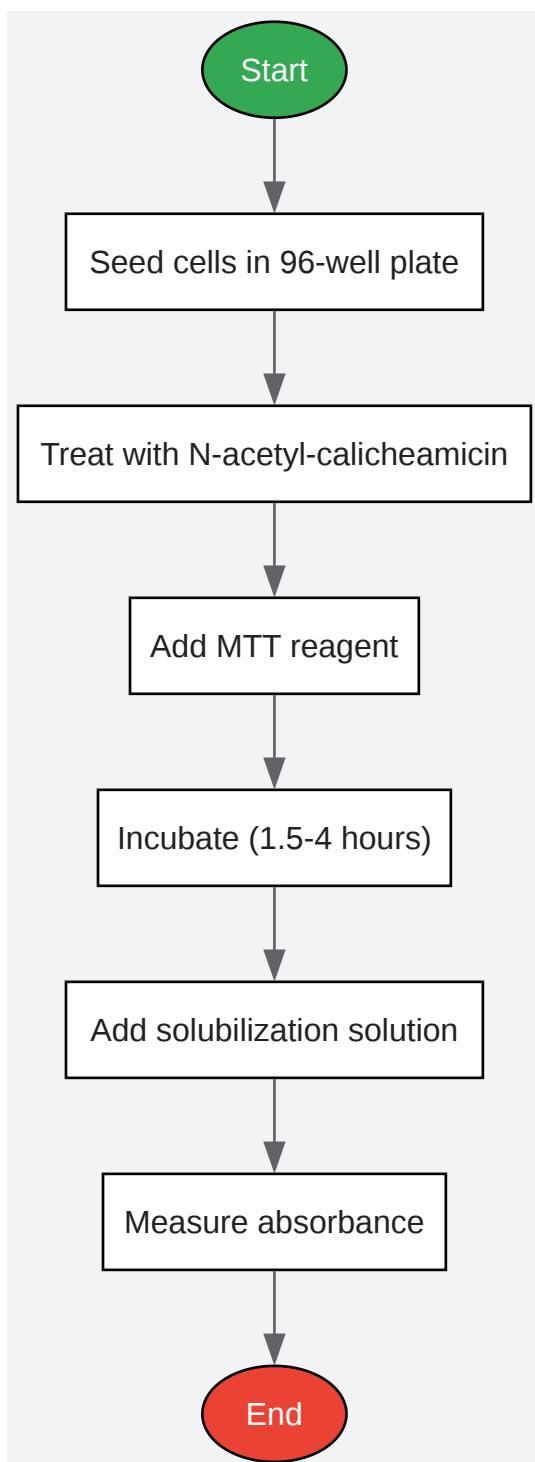 Start
Seed cells in 96-well plate
Treat with N-acetyl-calicheamicin
Add MTT reagent
Incubate (1.5-4 hours)
Add solubilization solution
Measure absorbance
End